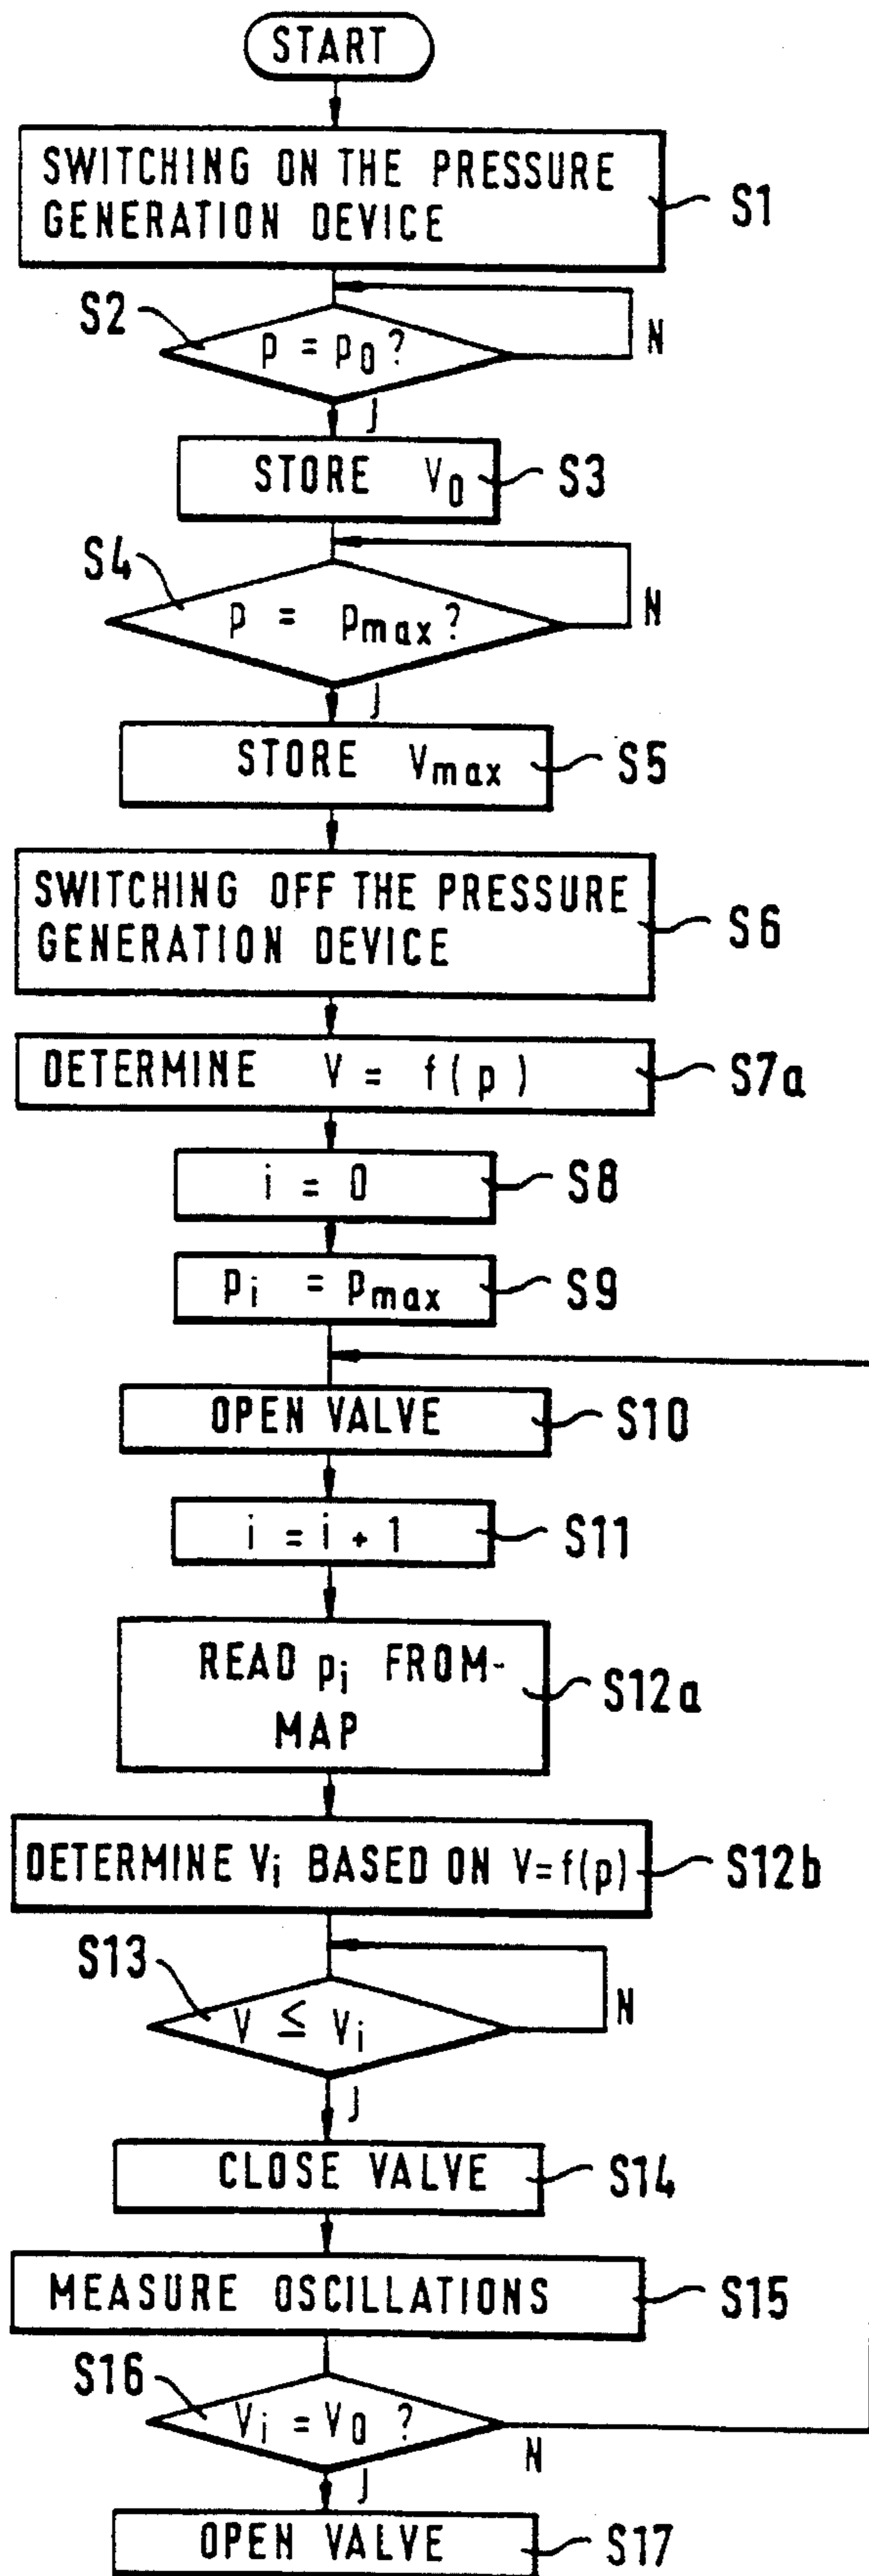 START
SWITCHING ON THE PRESSURE
GENERATION DEVICE
S1
S2
p = p0?
N
J
STORE V0
S3
S4
p = pmax?
N
J
STORE Vmax
S5
SWITCHING OFF THE PRESSURE
GENERATION DEVICE
S6
DETERMINE V = f(p)
S7a
i = 0
S8
pi = pmax
S9
OPEN VALVE
S10
i = i + 1
S11
READ pi FROM-
MAP
S12a
DETERMINE Vi BASED ON V=f(p)
S12b
S13
V ≤ Vi
N
J
CLOSE VALVE
S14
MEASURE OSCILLATIONS
S15
S16
Vi = V0 ?
N
J
OPEN VALVE
S17